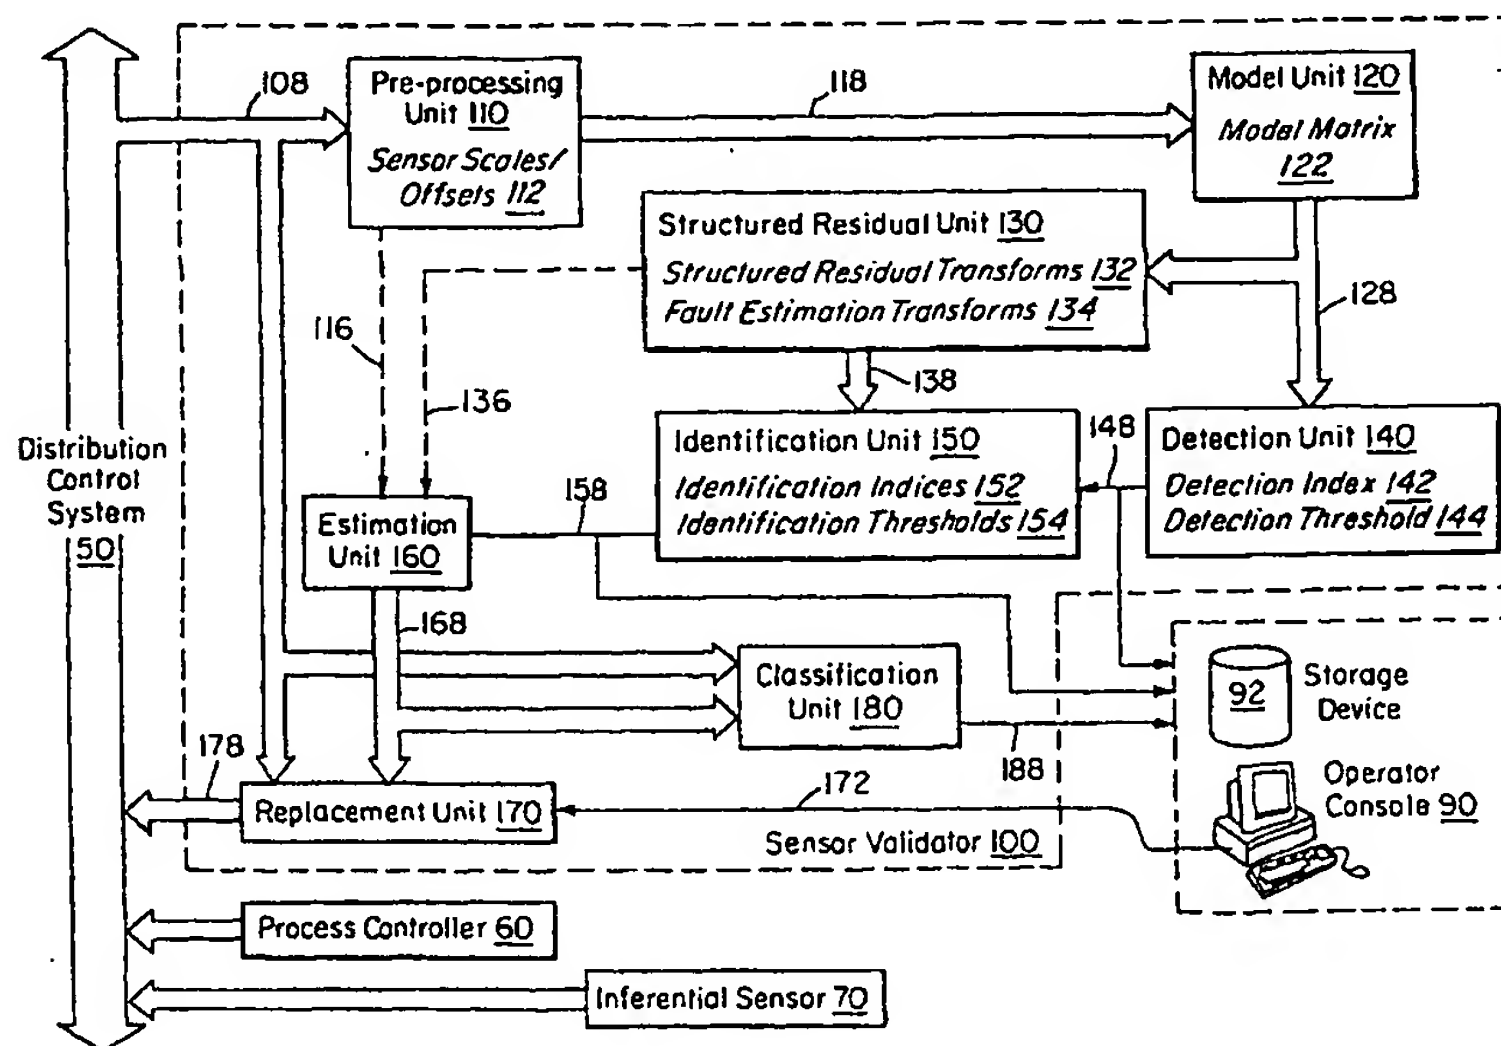 108
Pre-processing
Unit 110
Sensor Scales/
Offsets 112
118
Model Unit 120
Model Matrix
122
Structured Residual Unit 130
Structured Residual Transforms 132
Fault Estimation Transforms 134
128
116
136
138
Distribution
Control
System
50
Identification Unit 150
Identification Indices 152
Identification Thresholds 154
148
Detection Unit 140
Detection Index 142
Detection Threshold 144
158
Estimation
Unit 160
168
Classification
Unit 180
188
92
Storage
Device
178
Replacement Unit 170
172
Sensor Validator 100
Operator
Console 90
Process Controller 60
Inferential Sensor 70